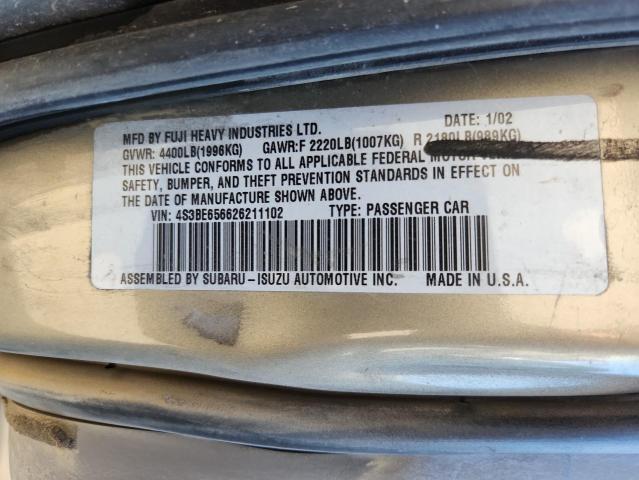 MFD BY FUJI HEAVY INDUSTRIES LTD. DATE: 1/02
GVWR: 4400LB(1996KG) GAWR:F 2220LB(1007KG) R 2180LB(989KG)
THIS VEHICLE CONFORMS TO ALL APPLICABLE FEDERAL MOTOR
SAFETY, BUMPER, AND THEFT PREVENTION STANDARDS IN EFFECT ON
THE DATE OF MANUFACTURE SHOWN ABOVE.
VIN: 4S3BE656626211102 TYPE: PASSENGER CAR
ASSEMBLED BY SUBARU-ISUZU AUTOMOTIVE INC. MADE IN U.S.A.